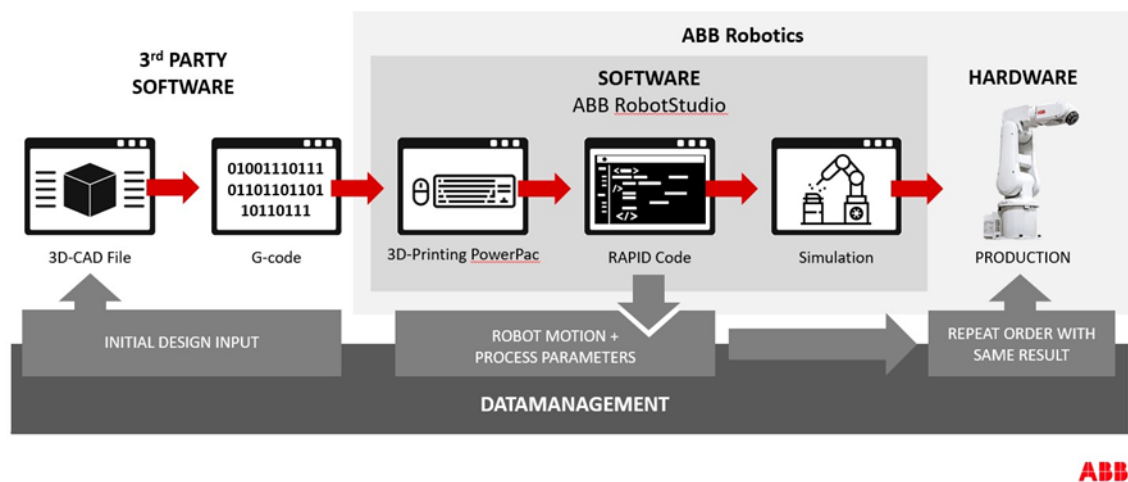 3rd PARTY
SOFTWARE
ABB Robotics
SOFTWARE
ABB RobotStudio
HARDWARE
01001110111
01101101101
10110111
3D-CAD File
G-code
3D-Printing PowerPac
RAPID Code
Simulation
PRODUCTION
INITIAL DESIGN INPUT
ROBOT MOTION +
PROCESS PARAMETERS
REPEAT ORDER WITH
SAME RESULT
DATAMANAGEMENT
ABB